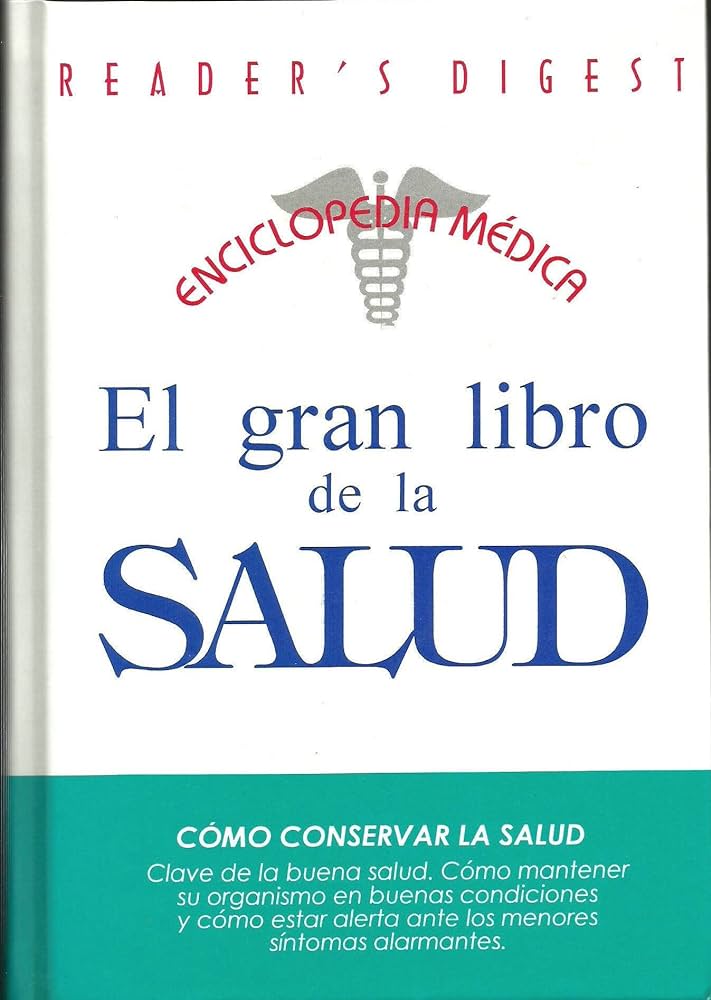 READER'S DIGEST
ENCICLOPEDIA MÉDICA
El gran libro
de la
SALUD
CÓMO CONSERVAR LA SALUD
Clave de la buena salud. Cómo mantener
su organismo en buenas condiciones
y cómo estar alerta ante los menores
síntomas alarmantes.